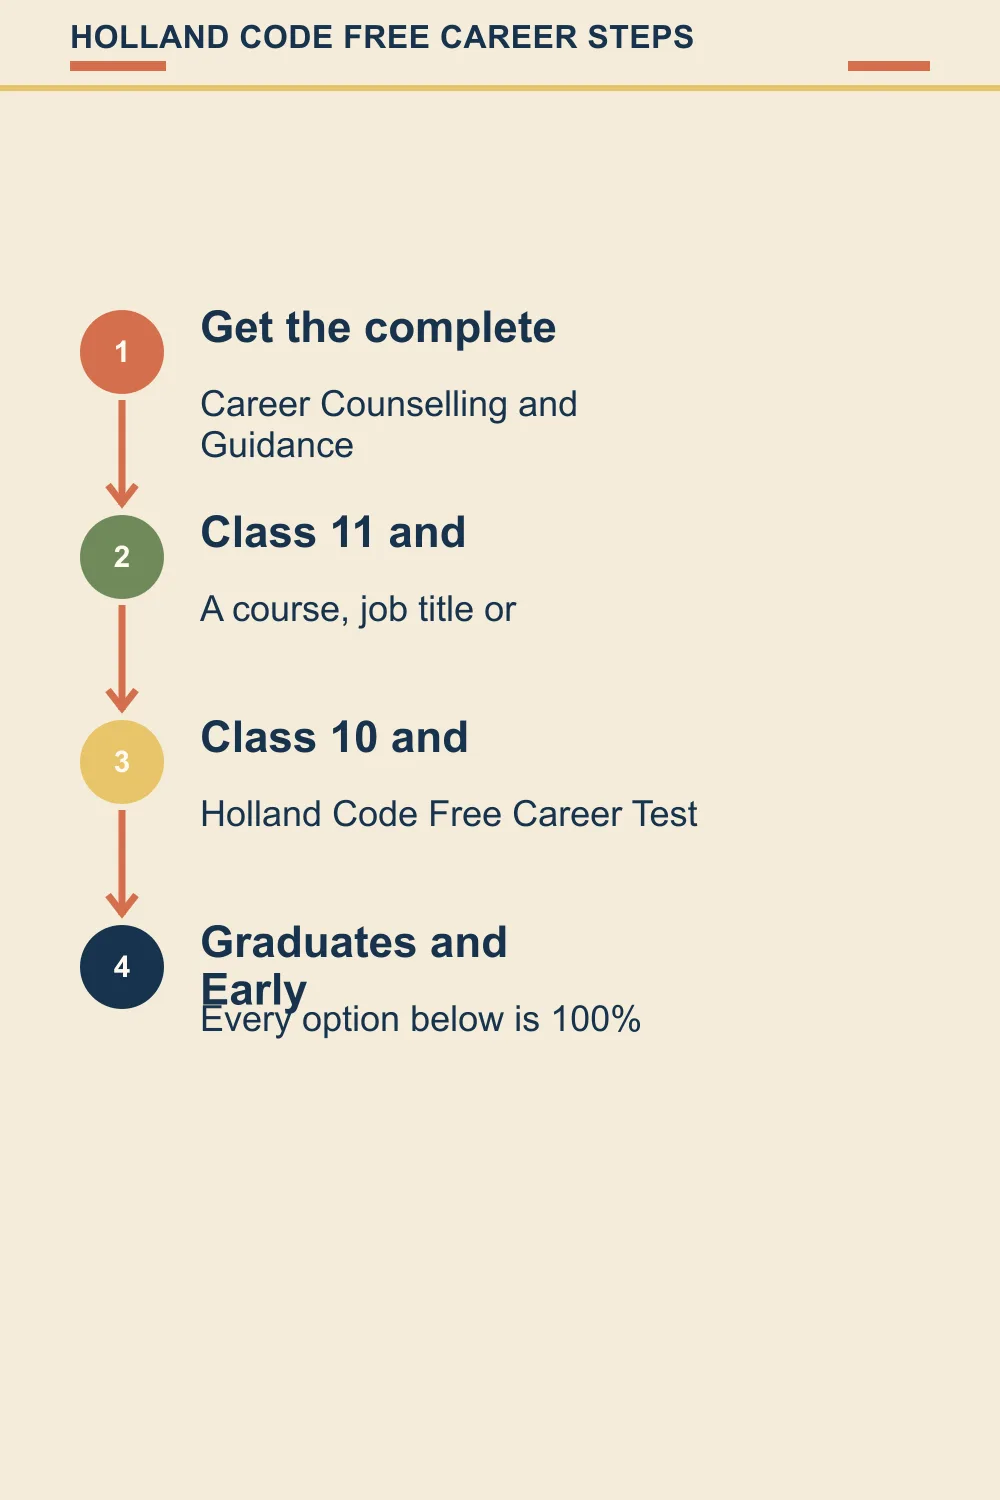 HOLLAND CODE FREE CAREER STEPS
1
Get the complete
Career Counselling and
Guidance
2
Class 11 and
A course, job title or
3
Class 10 and
Holland Code Free Career Test
4
Graduates and
Early
Every option below is 100%